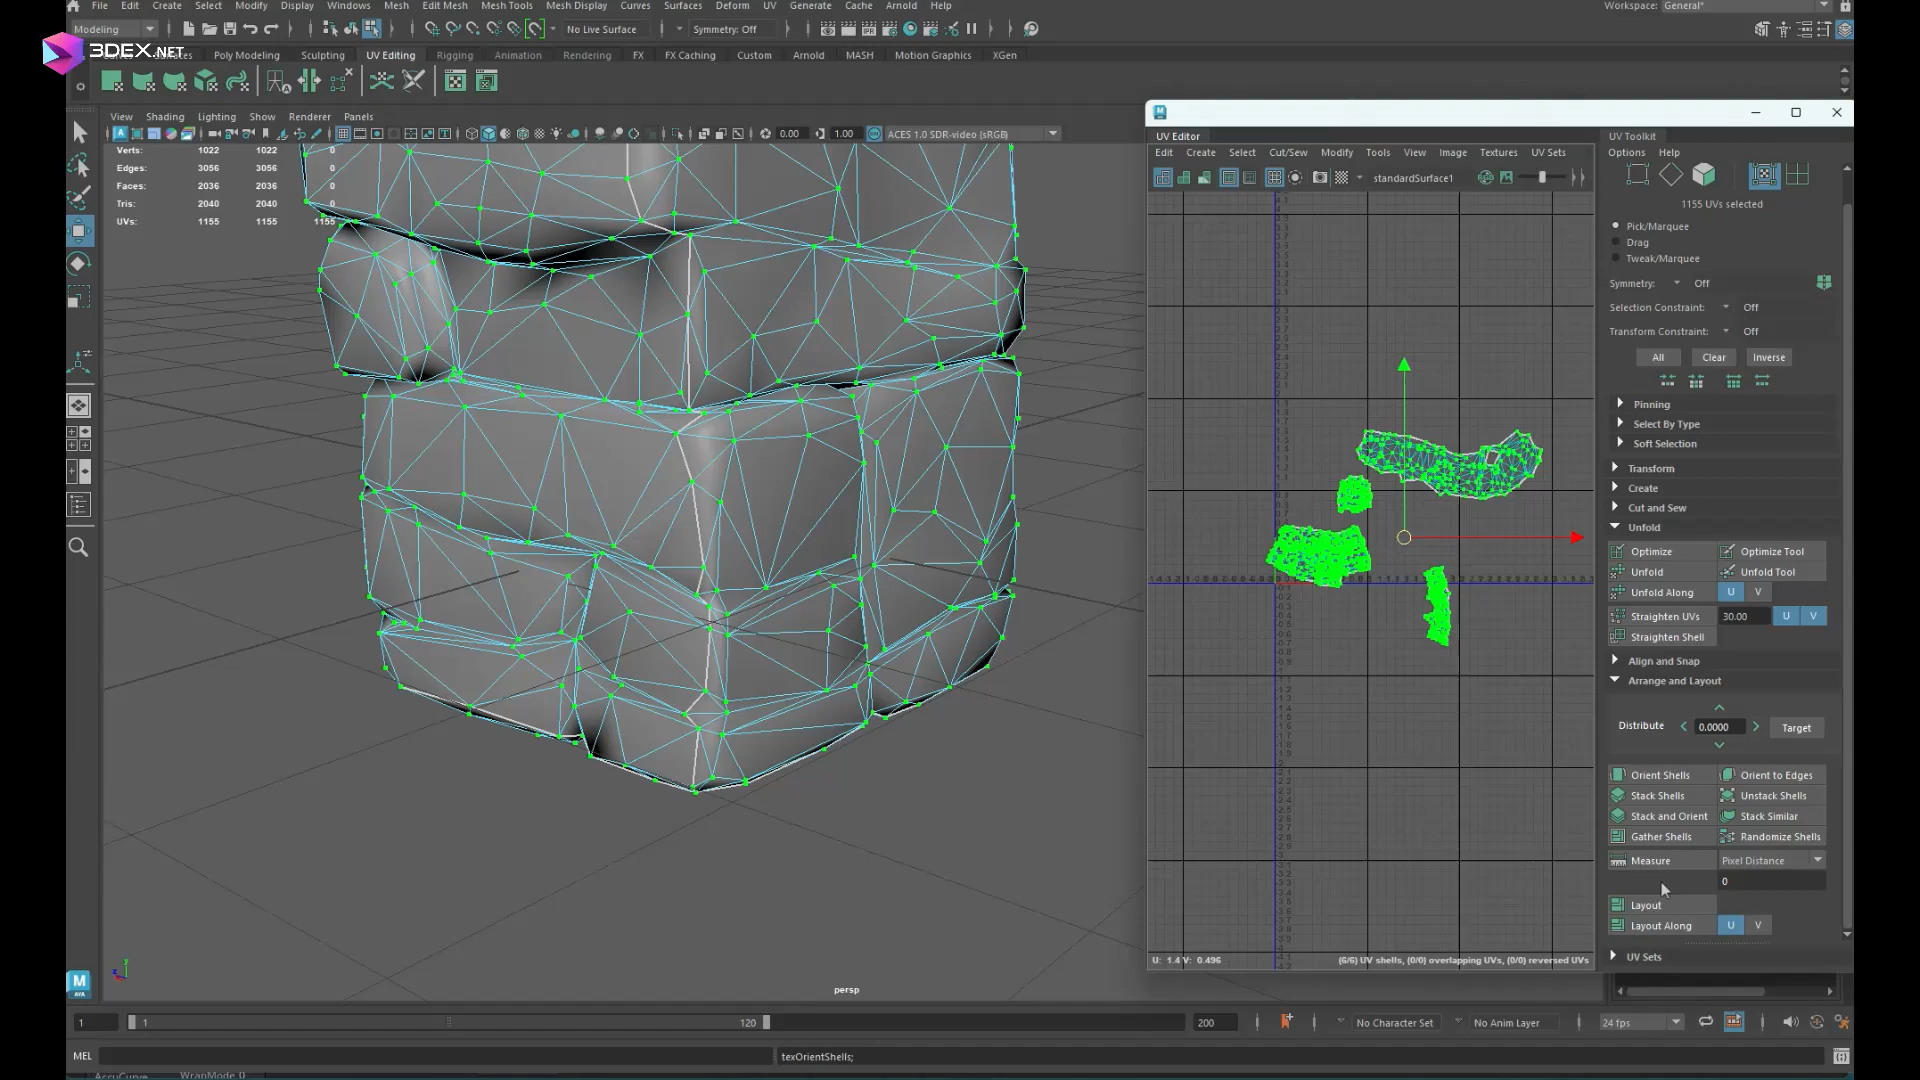 File Edit Create Select Modify Display Windows Mesh Edit Mesh Mesh Tools Mesh Display Curves Surfaces Deform UV Generate Cache Arnold Help Workspace: General*
Modeling No Live Surface Symmetry: Off
3DEX.NET
Surfaces Poly Modeling Sculpting UV Editing Rigging Animation Rendering FX FX Caching Custom Arnold MASH Motion Graphics XGen
View Shading Lighting Show Renderer Panels
0.00 1.00 ACES 1.0 SDR-video (sRGB)
Verts: 1022 1022 0
Edges: 3056 3056 0
Faces: 2036 2036 0
Tris: 2040 2040 0
UVs: 1155 1155 1155
persp
UV Editor
Edit Create Select Cut/Sew Modify Tools View Image Textures UV Sets
standardSurface1
U: 1.4 V: 0.496 (6/6) UV shells, (0/0) overlapping UVs, (0/0) reversed UVs
UV Toolkit
Options Help
1155 UVs selected
Pick/Marquee
Drag
Tweak/Marquee
Symmetry: Off
Selection Constraint: Off
Transform Constraint: Off
All Clear Inverse
Pinning
Select By Type
Soft Selection
Transform
Create
Cut and Sew
Unfold
Optimize Optimize Tool
Unfold Unfold Tool
Unfold Along U V
Straighten UVs 30.00 U V
Straighten Shell
Align and Snap
Arrange and Layout
Distribute 0.0000 Target
Orient Shells Orient to Edges
Stack Shells Unstack Shells
Stack and Orient Stack Similar
Gather Shells Randomize Shells
Measure Pixel Distance
0
Layout
Layout Along U V
UV Sets
1 1 120 200 No Character Set No Anim Layer 24 fps
MEL texOrientShells;
AccuCurve WrapMode 0